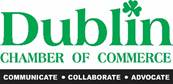 Dublin
CHAMBER OF COMMERCE
COMMUNICATE • COLLABORATE • ADVOCATE